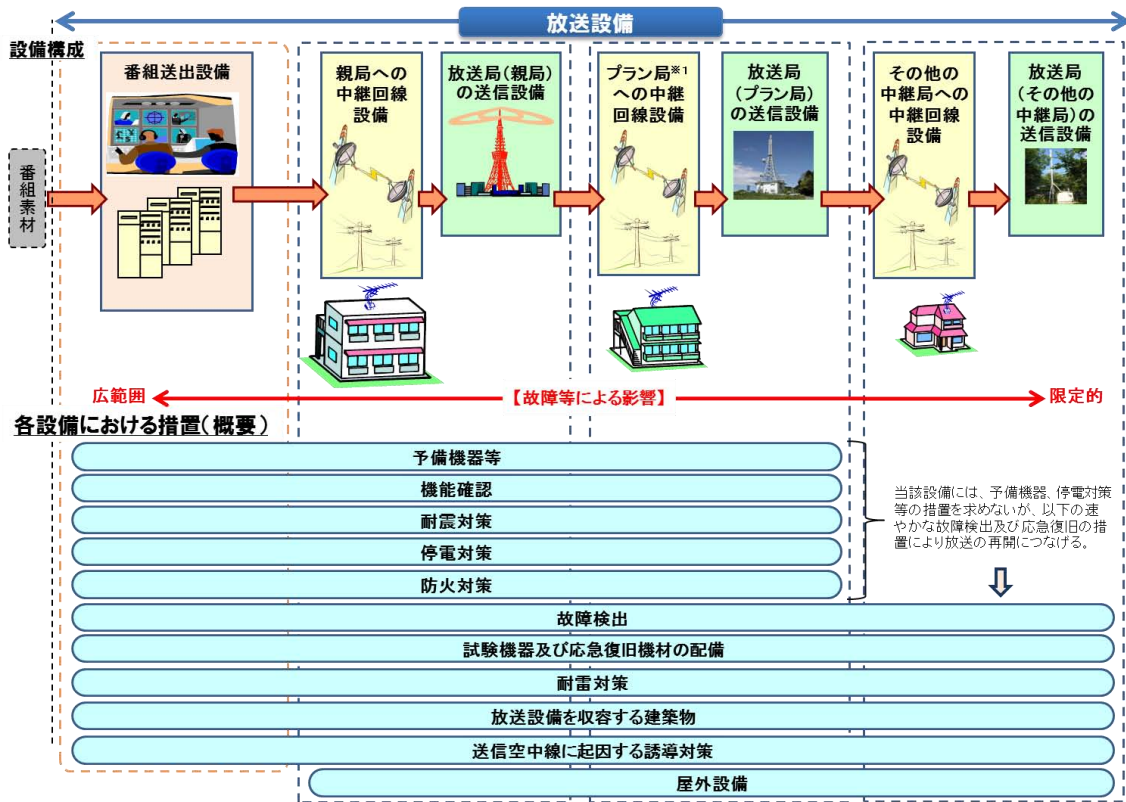 放送設備
設備構成
番組素材
番組送出設備
親局への
中継回線
設備
放送局(親局)
の送信設備
プラン局※1
への中継
回線設備
放送局
(プラン局)
の送信設備
その他の
中継局への
中継回線
設備
放送局
(その他の
中継局)の
送信設備
広範囲
【故障等による影響】
限定的
各設備における措置(概要)
予備機器等
機能確認
耐震対策
停電対策
防火対策
当該設備には、予備機器、停電対策
等の措置を求めないが、以下の速
やかな故障検出及び応急復旧の措
置により放送の再開につなげる。
故障検出
試験機器及び応急復旧機材の配備
耐雷対策
放送設備を収容する建築物
送信空中線に起因する誘導対策
屋外設備